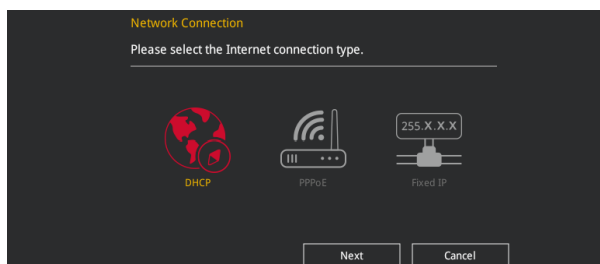 Network Connection
Please select the Internet connection type.
255.X.X.X
DHCP
PPPoE
Fixed IP
Next
Cancel